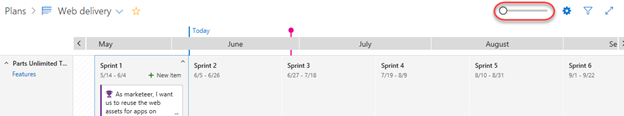 Plans > Web delivery
Today
May June July August Se
Parts Unlimited T...
Features
Sprint 1
5/14 - 6/4
+ New item
As marketeer, I want
us to reuse the web
assets for apps on
...
Sprint 2
6/5 - 6/26
Sprint 3
6/27 - 7/18
Sprint 4
7/19 - 8/9
Sprint 5
8/10 - 8/31
Sprint 6
9/1 - 9/22